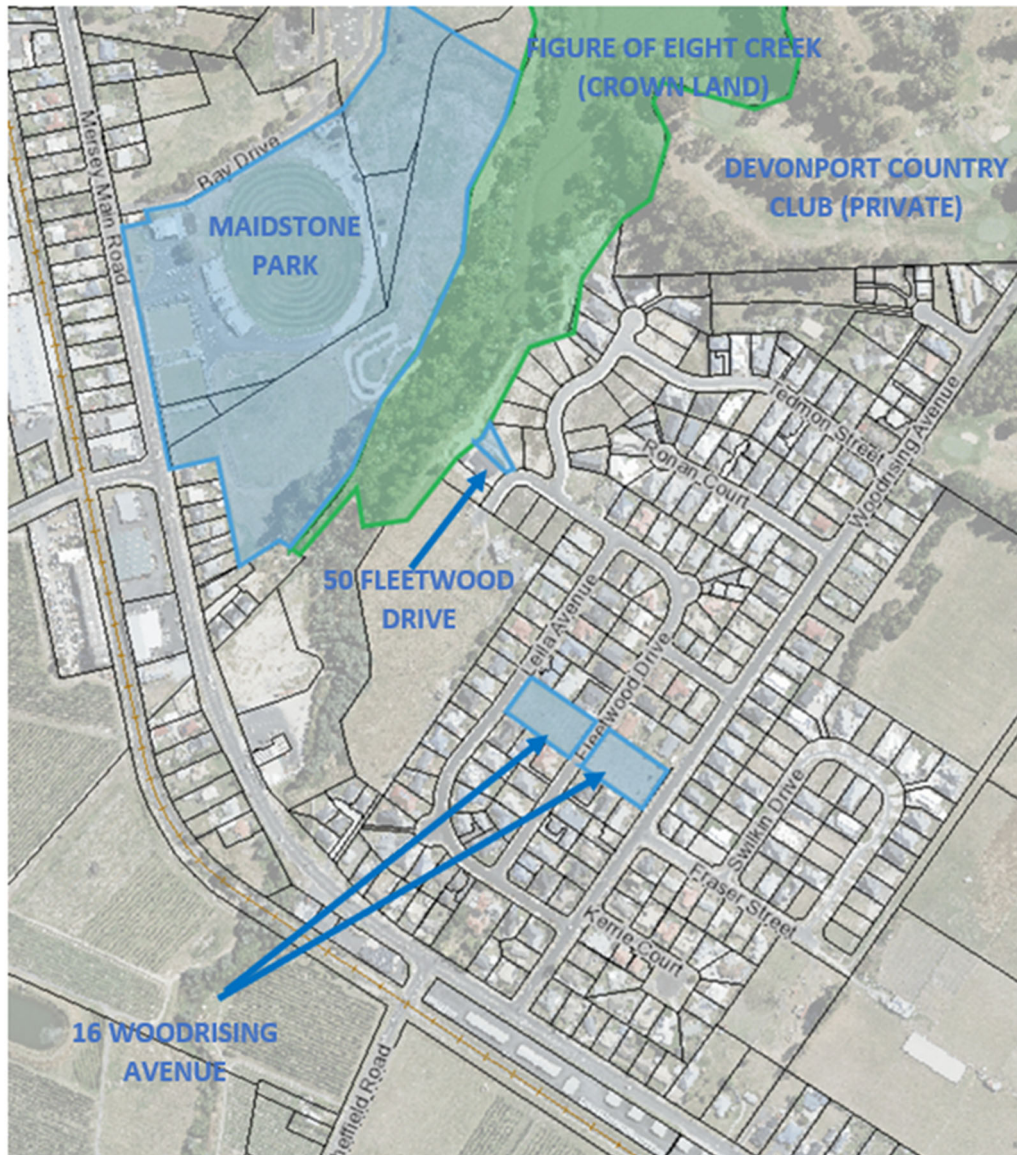 FIGURE OF EIGHT CREEK
(CROWN LAND)
DEVONPORT COUNTRY
CLUB (PRIVATE)
Mersey Main Road
Bay Drive
MAIDSTONE
PARK
Tedmon Street
Woodrising Avenue
Ronan Court
50 FLEETWOOD
DRIVE
Leila Avenue
Fleetwood Drive
Swilkin Drive
Fraser Street
Kerrie Court
16 WOODRISING
AVENUE
effield Road